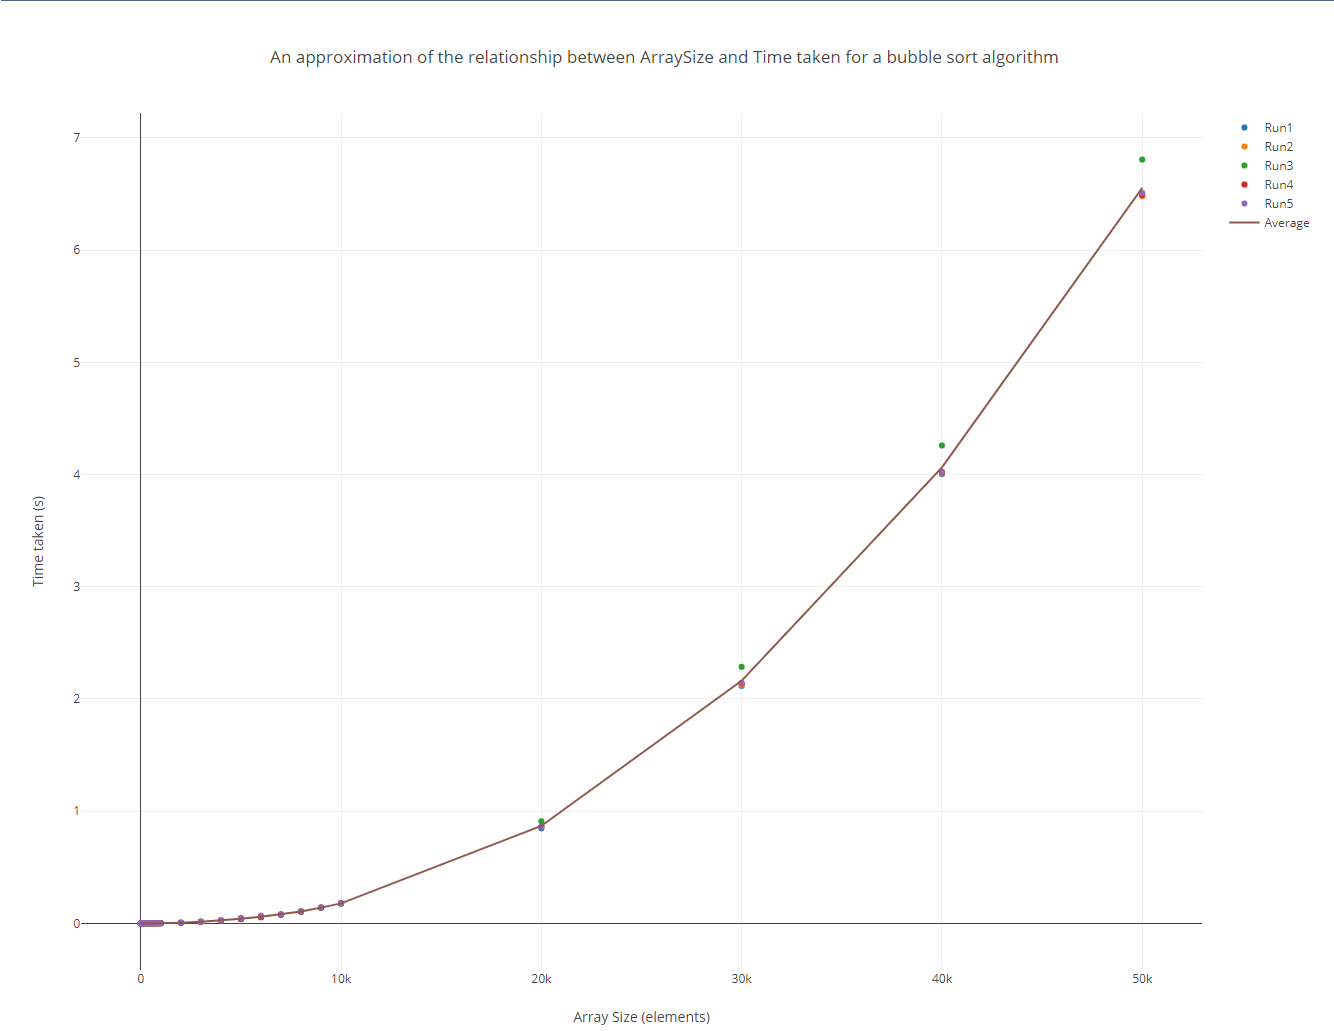 An approximation of the relationship between ArraySize and Time taken for a bubble sort algorithm
Run1
Run2
Run3
Run4
Run5
Average
7
6
5
4
3
2
1
0
Time taken (s)
0
10k
20k
30k
40k
50k
Array Size (elements)